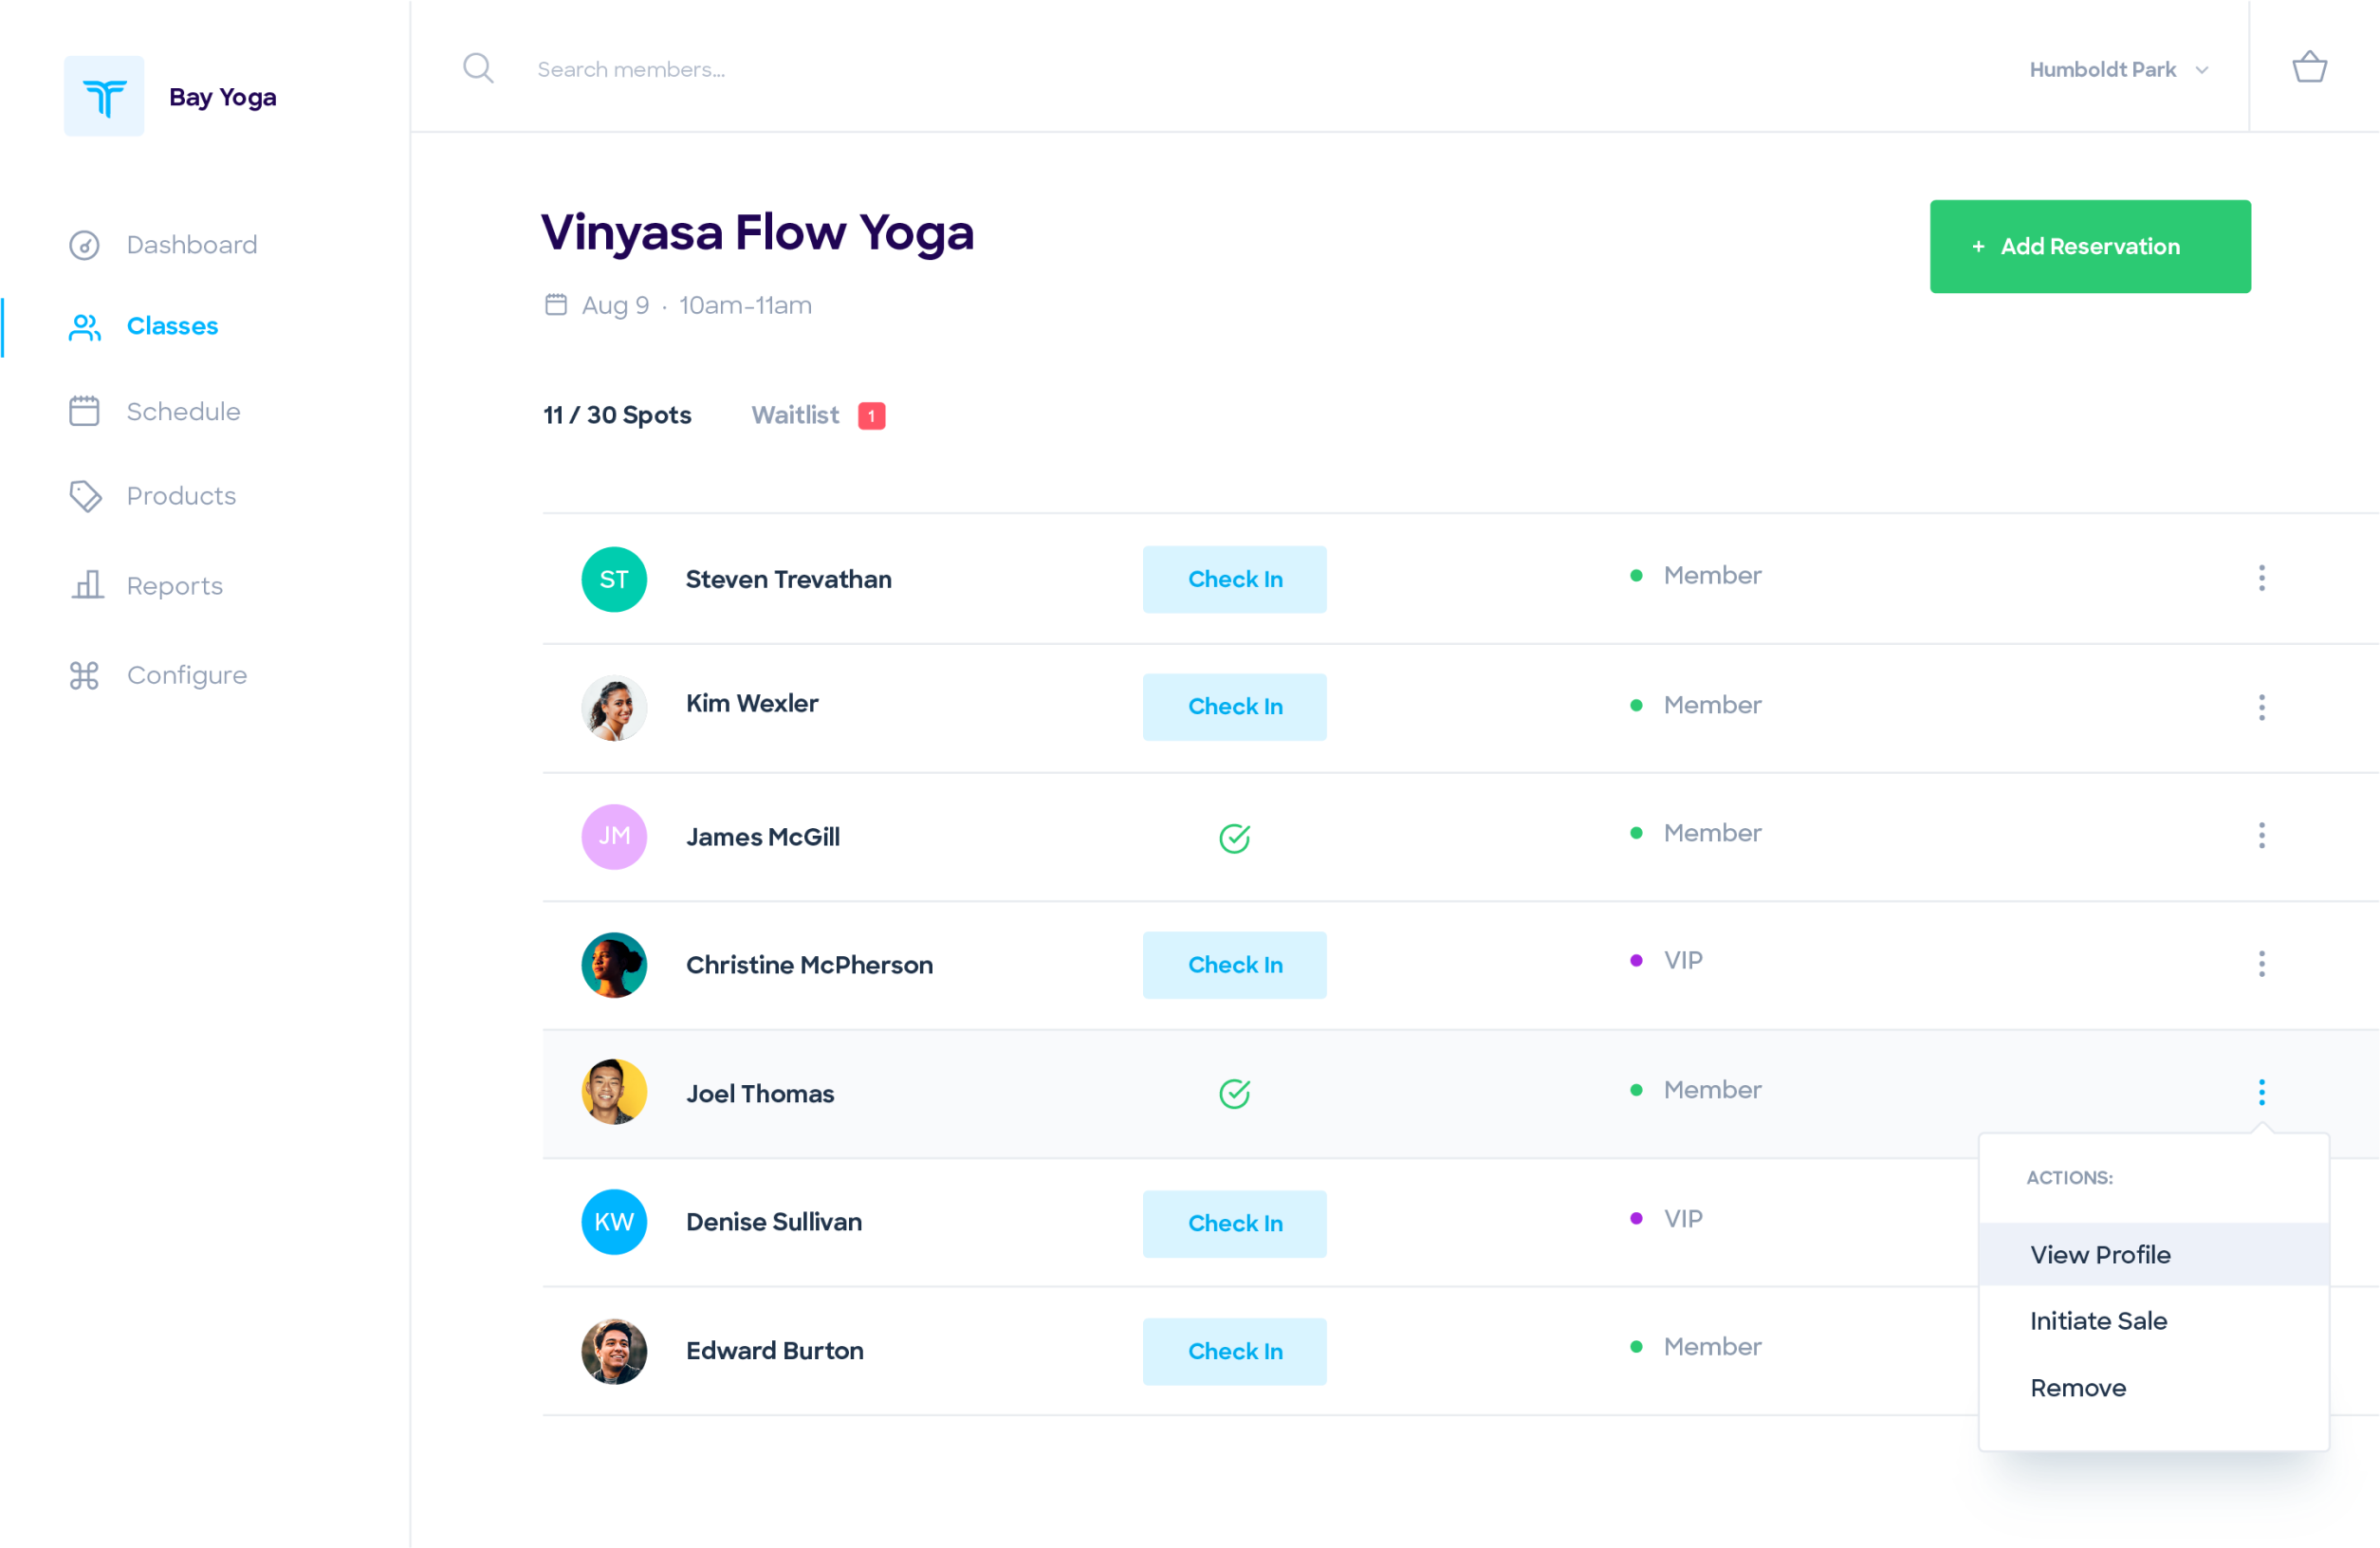 Bay Yoga
Search members...
Humboldt Park
Dashboard
Classes
Schedule
Products
Reports
Configure
Vinyasa Flow Yoga
+ Add Reservation
Aug 9 · 10am-11am
11 / 30 Spots Waitlist 1
ST Steven Trevathan Check In Member
Kim Wexler Check In Member
JM James McGill Member
Christine McPherson Check In VIP
Joel Thomas Member
KW Denise Sullivan Check In VIP
Edward Burton Check In Member
ACTIONS:
View Profile
Initiate Sale
Remove